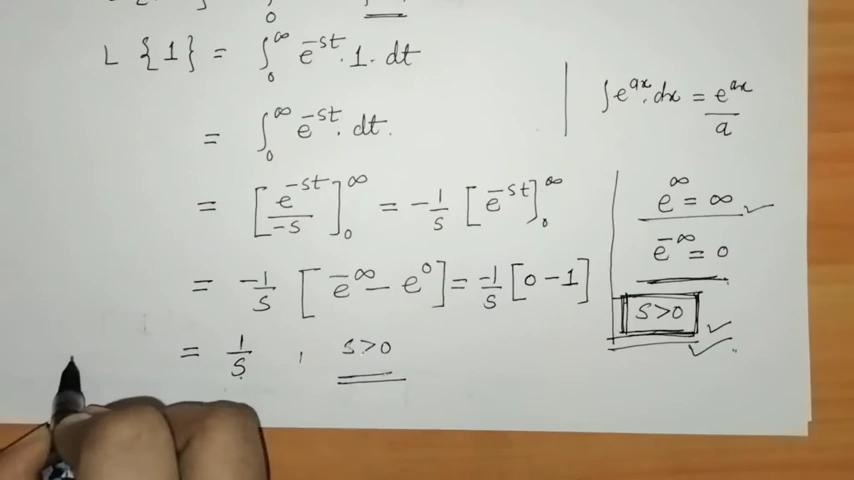 L {1} = ∫₀^∞ e^-st . 1 . dt
= ∫₀^∞ e^-st . dt.
= [e^-st / -s]₀^∞ = -1/s [e^-st]₀^∞
= -1/s [e^-∞ - e^0] = -1/s [0 - 1]
= 1/s , s>0
∫e^ax . dx = e^ax / a
e^∞ = ∞
e^-∞ = 0
s>0